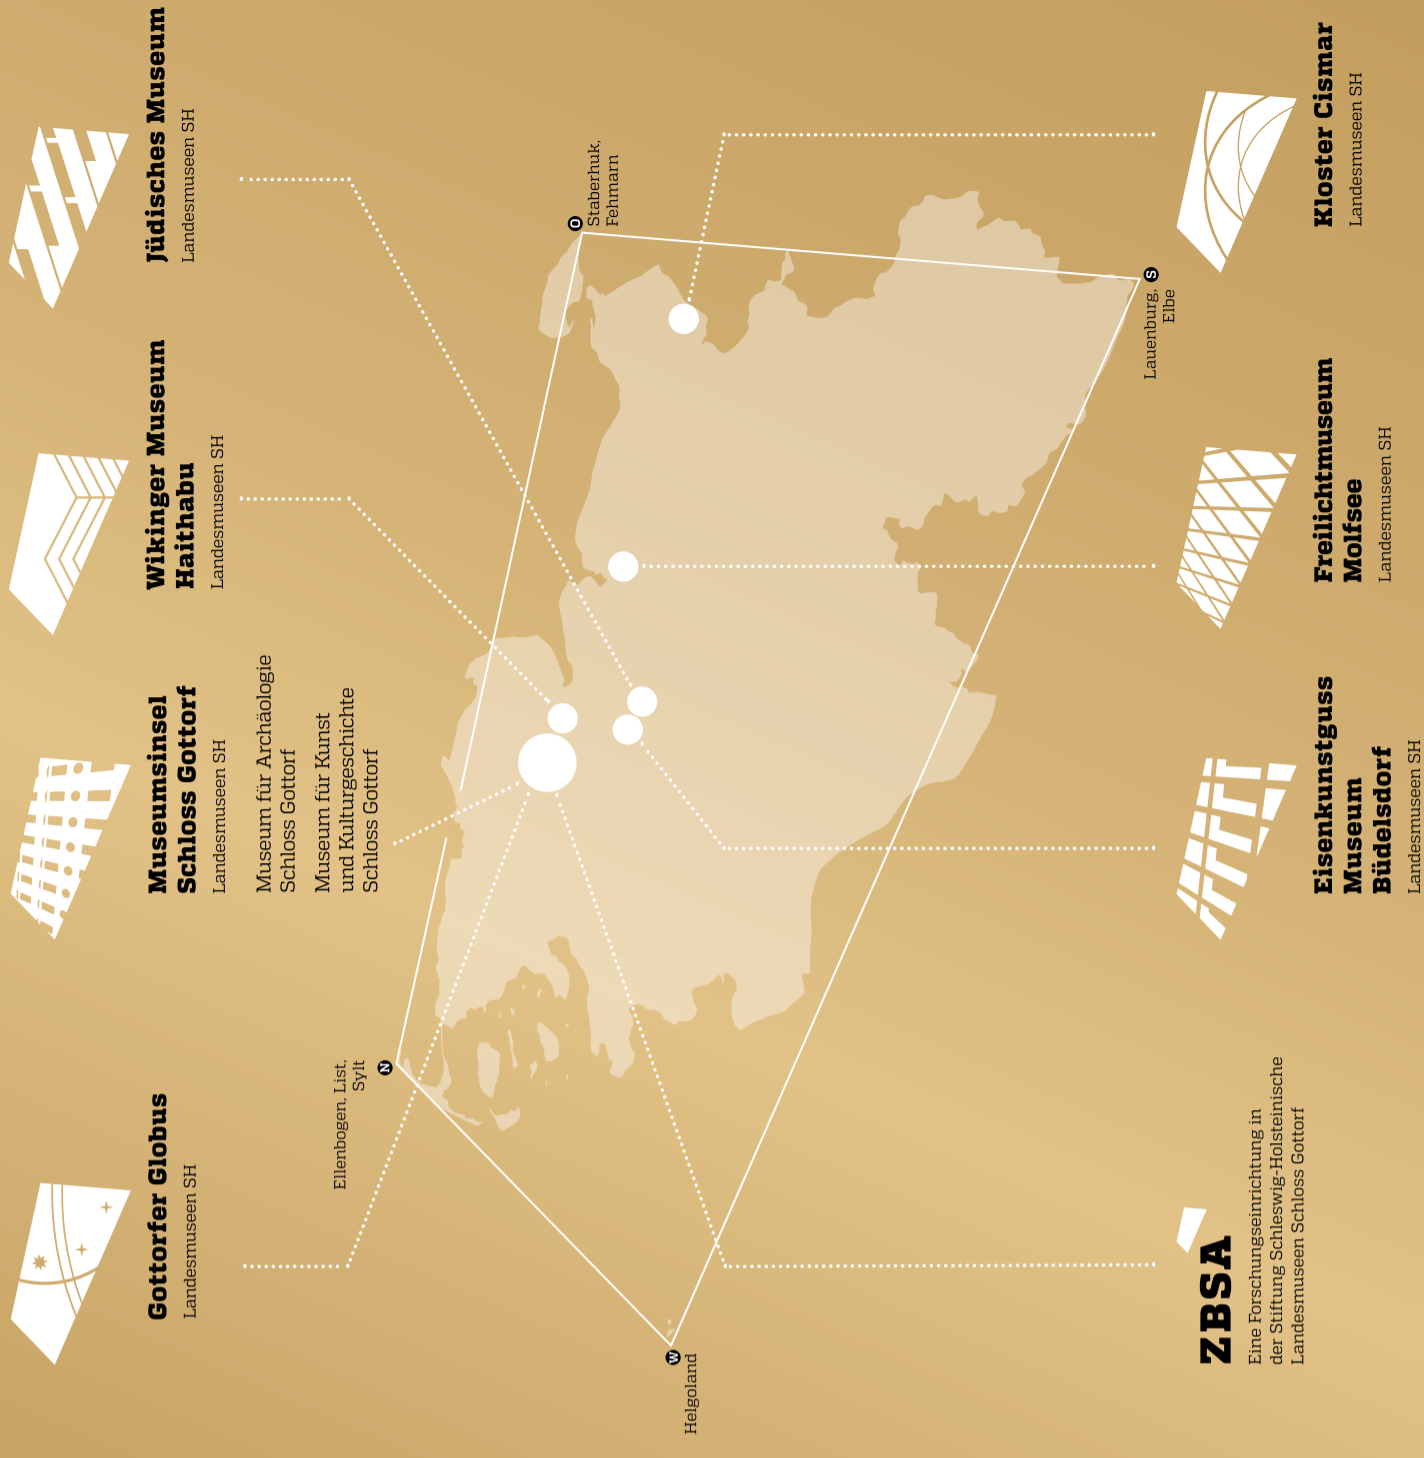 Gottorfer Globus
Landesmuseen SH
Museumsinsel
Schloss Gottorf
Landesmuseen SH
Museum für Archäologie
Schloss Gottorf
Museum für Kunst
und Kulturgeschichte
Schloss Gottorf
Wikinger Museum
Haithabu
Landesmuseen SH
Jüdisches Museum
Landesmuseen SH
Ellenbogen, List,
Sylt
N
O
Staberhuk,
Fehmarn
W
Helgoland
S
Lauenburg,
Elbe
ZBSA
Eine Forschungseinrichtung in
der Stiftung Schleswig-Holsteinische
Landesmuseen Schloss Gottorf
Eisenkunstguss
Museum
Büdelsdorf
Landesmuseen SH
Freilichtmuseum
Molfsee
Landesmuseen SH
Kloster Cismar
Landesmuseen SH